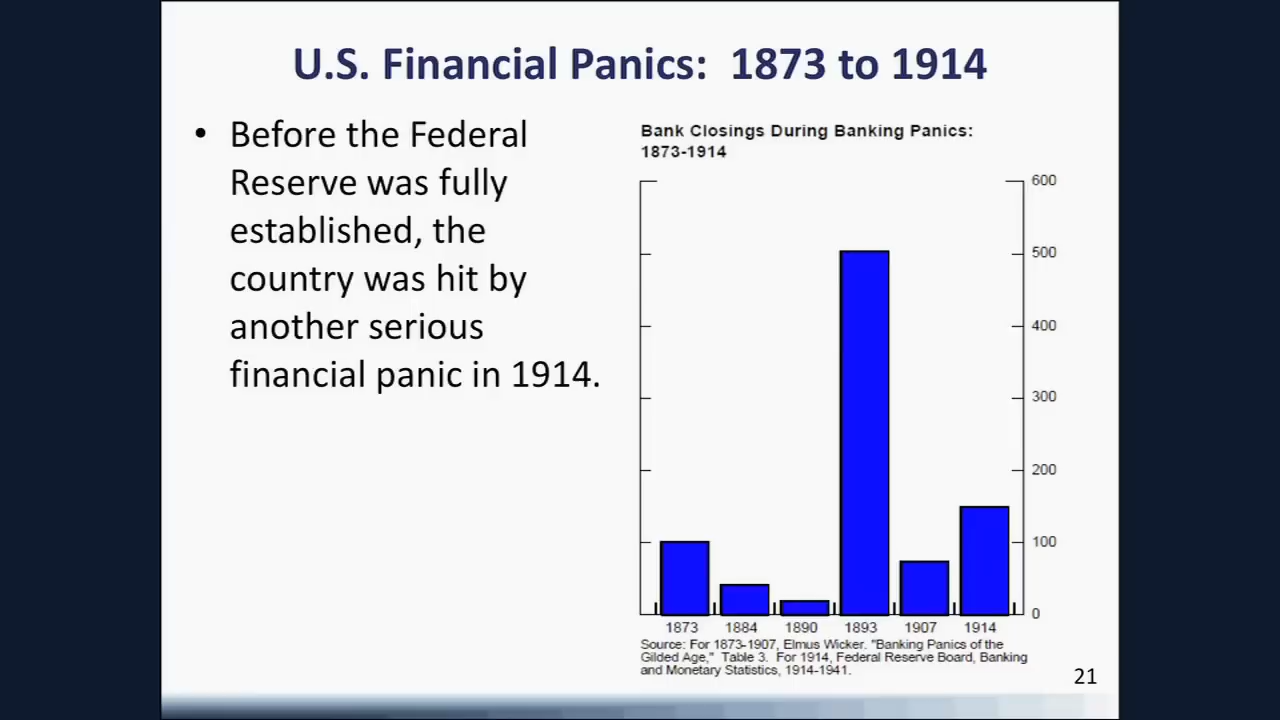 U.S. Financial Panics: 1873 to 1914
• Before the Federal
Reserve was fully
established, the
country was hit by
another serious
financial panic in 1914.
Bank Closings During Banking Panics:
1873-1914
600
500
400
300
200
100
0
1873 1884 1890 1893 1907 1914
Source: For 1873-1907, Elmus Wicker. "Banking Panics of the
Gilded Age," Table 3. For 1914, Federal Reserve Board, Banking
and Monetary Statistics, 1914-1941.
21